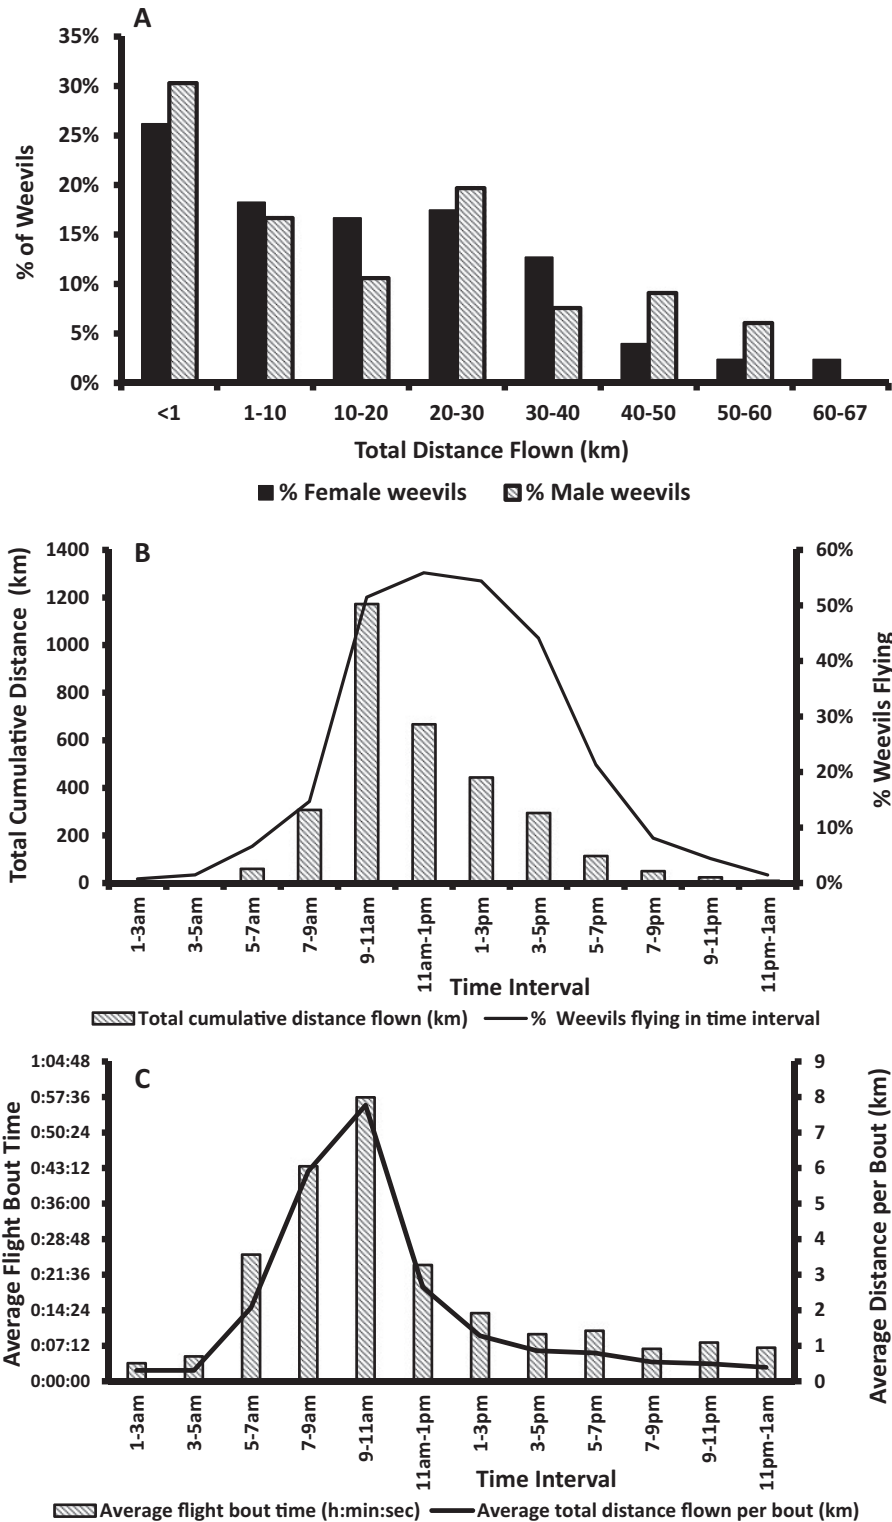 A
35%
30%
25%
20%
15%
10%
5%
0%
% of Weevils
<1 1-10 10-20 20-30 30-40 40-50 50-60 60-67
Total Distance Flown (km)
% Female weevils % Male weevils
B
1400
1200
1000
800
600
400
200
0
Total Cumulative Distance (km)
60%
50%
40%
30%
20%
10%
0%
% Weevils Flying
1-3am
3-5am
5-7am
7-9am
9-11am
11am-1pm
1-3pm
3-5pm
5-7pm
7-9pm
9-11pm
11pm-1am
Time Interval
Total cumulative distance flown (km) % Weevils flying in time interval
C
1:04:48
0:57:36
0:50:24
0:43:12
0:36:00
0:28:48
0:21:36
0:14:24
0:07:12
0:00:00
Average Flight Bout Time
9
8
7
6
5
4
3
2
1
0
Average Distance per Bout (km)
1-3am
3-5am
5-7am
7-9am
9-11am
11am-1pm
1-3pm
3-5pm
5-7pm
7-9pm
9-11pm
11pm-1am
Time Interval
Average flight bout time (h:min:sec) Average total distance flown per bout (km)